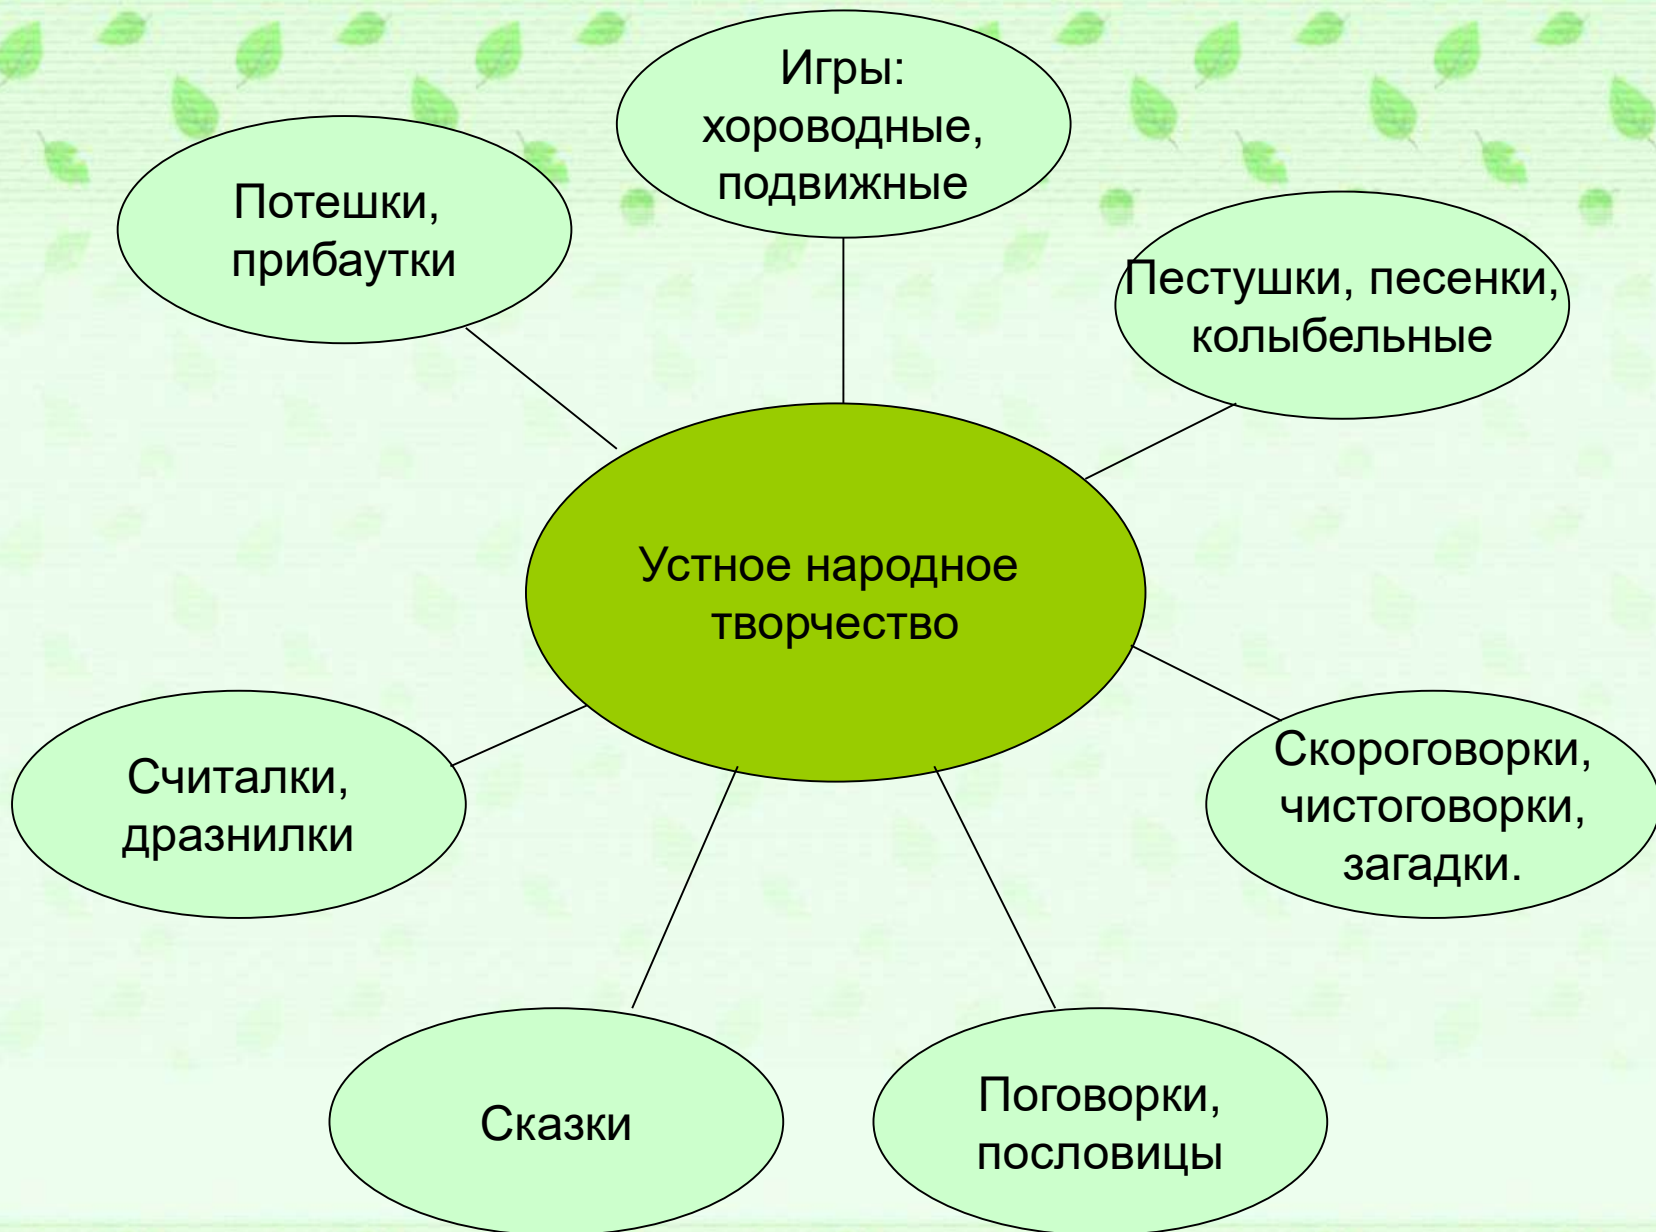 Игры:
хороводные,
подвижные
Потешки,
прибаутки
Пестушки, песенки,
колыбельные
Устное народное
творчество
Считалки,
дразнилки
Скороговорки,
чистоговорки,
загадки.
Сказки
Поговорки,
пословицы